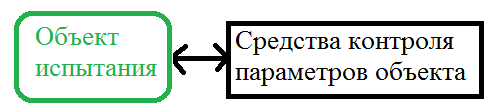 Объект
испытания
Средства контроля
параметров объекта